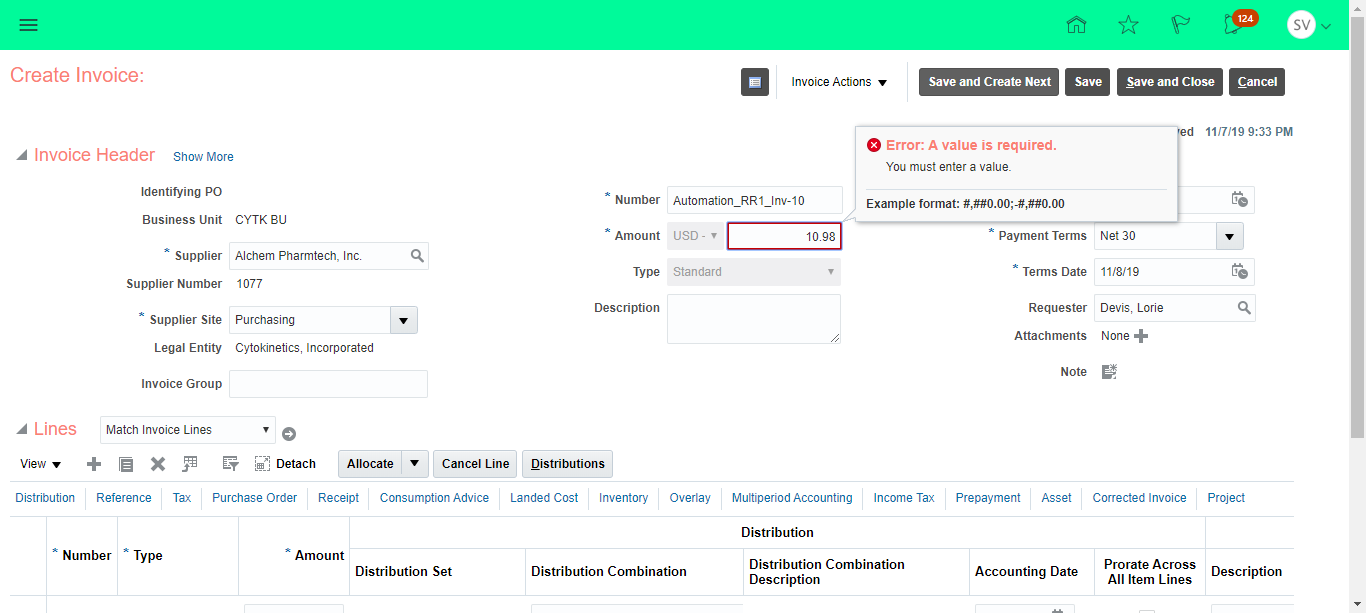 124
SV
Create Invoice:
Invoice Actions
Save and Create Next
Save
Save and Close
Cancel
11/7/19 9:33 PM
Invoice Header
Show More
Error: A value is required.
You must enter a value.
Example format: #,##0.00;-#,##0.00
Identifying PO
Business Unit CYTK BU
* Supplier Alchem Pharmtech, Inc.
Supplier Number 1077
* Supplier Site Purchasing
Legal Entity Cytokinetics, Incorporated
Invoice Group
* Number Automation_RR1_Inv-10
* Amount USD - 10.98
Type Standard
Description
* Payment Terms Net 30
* Terms Date 11/8/19
Requester Devis, Lorie
Attachments None
Note
Lines
Match Invoice Lines
View
Detach
Allocate
Cancel Line
Distributions
Distribution Reference Tax Purchase Order Receipt Consumption Advice Landed Cost Inventory Overlay Multiperiod Accounting Income Tax Prepayment Asset Corrected Invoice Project
Distribution
* Number * Type * Amount
Distribution Set
Distribution Combination
Distribution Combination
Description
Accounting Date
Prorate Across
All Item Lines
Description